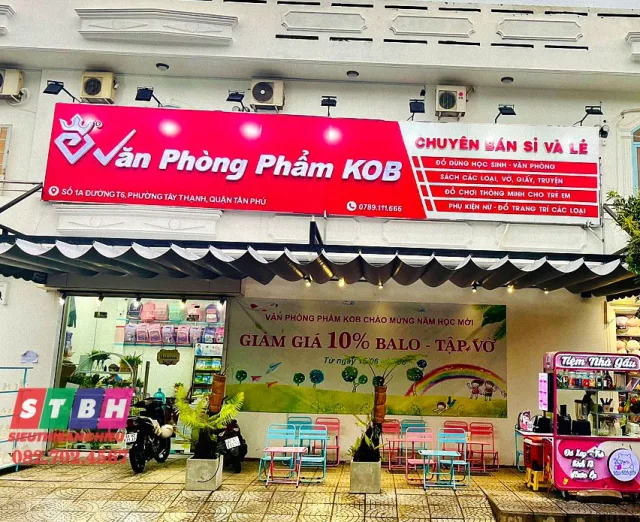 Văn Phòng Phẩm KOB
SỐ 1A ĐƯỜNG T6, PHƯỜNG TÂY THẠNH, QUẬN TÂN PHÚ
0789.111.666
CHUYÊN BÁN SỈ VÀ LẺ
ĐỒ DÙNG HỌC SINH - VĂN PHÒNG
SÁCH CÁC LOẠI, VỞ, GIẤY, TRUYỆN
ĐỒ CHƠI THÔNG MINH CHO TRẺ EM
PHỤ KIỆN NỮ - ĐỒ TRANG TRÍ CÁC LOẠI
VĂN PHÒNG PHẨM KOB CHÀO MỪNG NĂM HỌC MỚI
GIẢM GIÁ 10% BALO - TẬP VỞ
Từ ngày
Tiệm Nhà Gấu
STBH